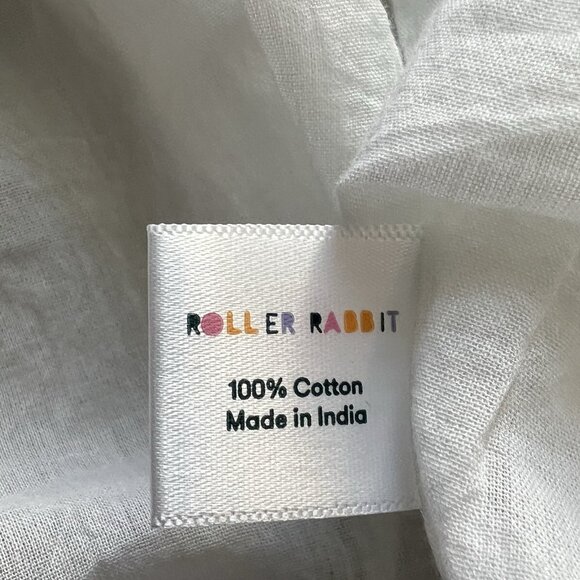 ROLLER RABBIT
100% Cotton
Made in India